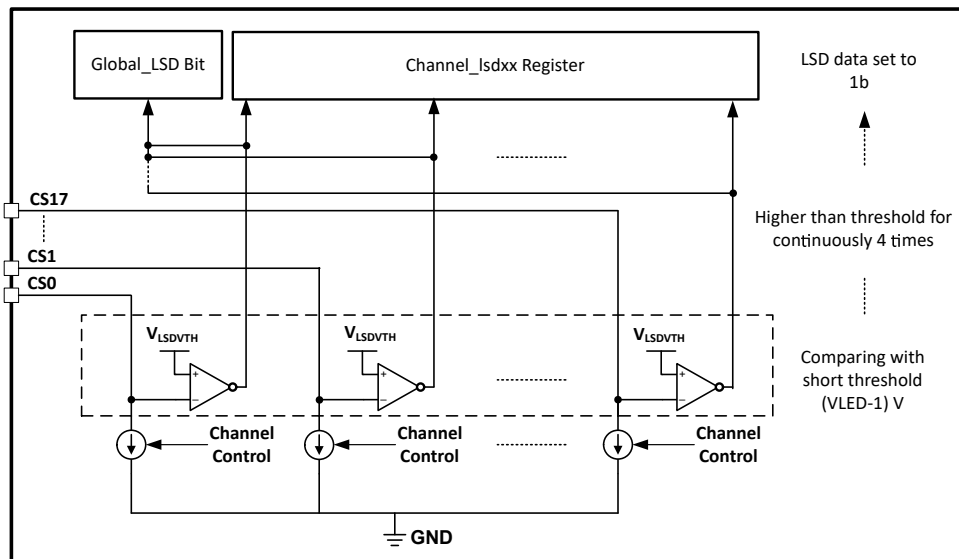 Global_LSD Bit
Channel_lsdxx Register
LSD data set to
1b
CS17
Higher than threshold for
continuously 4 times
CS1
CS0
VLSDVTH
VLSDVTH
VLSDVTH
+
−
+
−
+
−
Comparing with
short threshold
(VLED-1) V
Channel
Control
Channel
Control
Channel
Control
GND